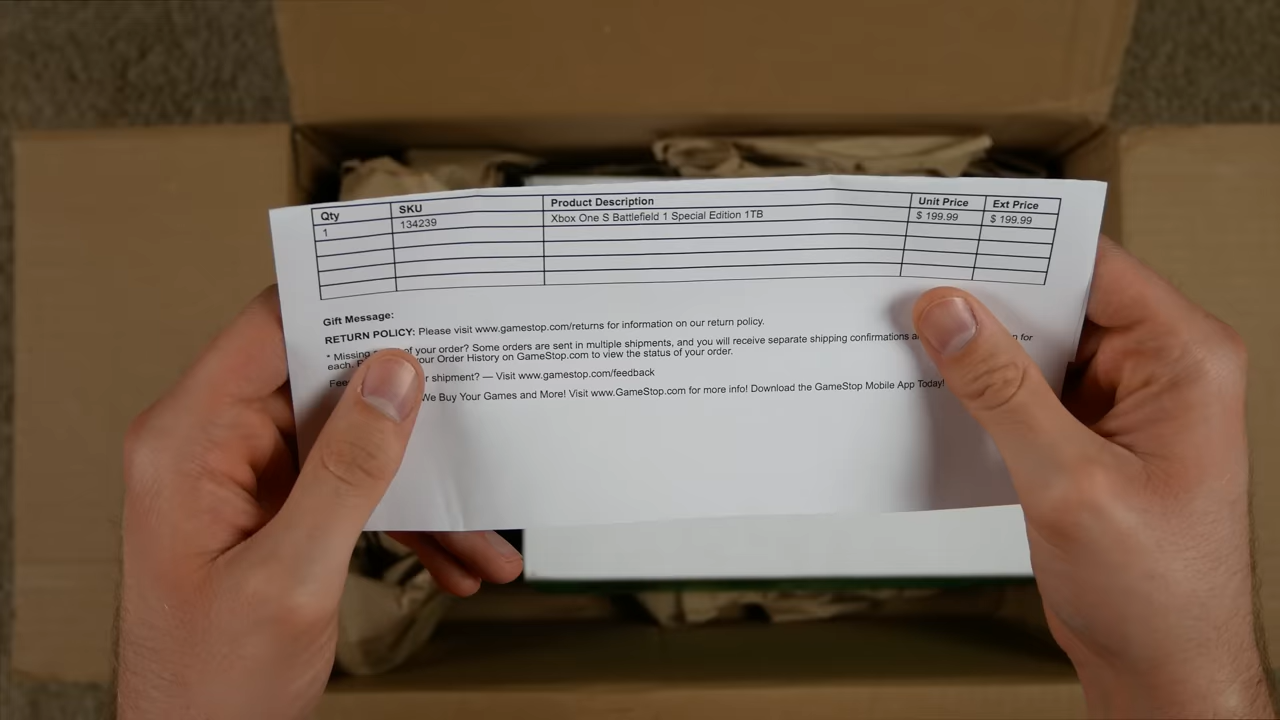 Qty SKU Product Description Unit Price Ext Price
1 134239 Xbox One S Battlefield 1 Special Edition 1TB $ 199.99 $ 199.99
Gift Message:
RETURN POLICY: Please visit www.gamestop.com/returns for information on our return policy.
* Missing of your order? Some orders are sent in multiple shipments, and you will receive separate shipping confirmations for
each. your Order History on GameStop.com to view the status of your order.
shipment? — Visit www.gamestop.com/feedback
We Buy Your Games and More! Visit www.GameStop.com for more info! Download the GameStop Mobile App Today!